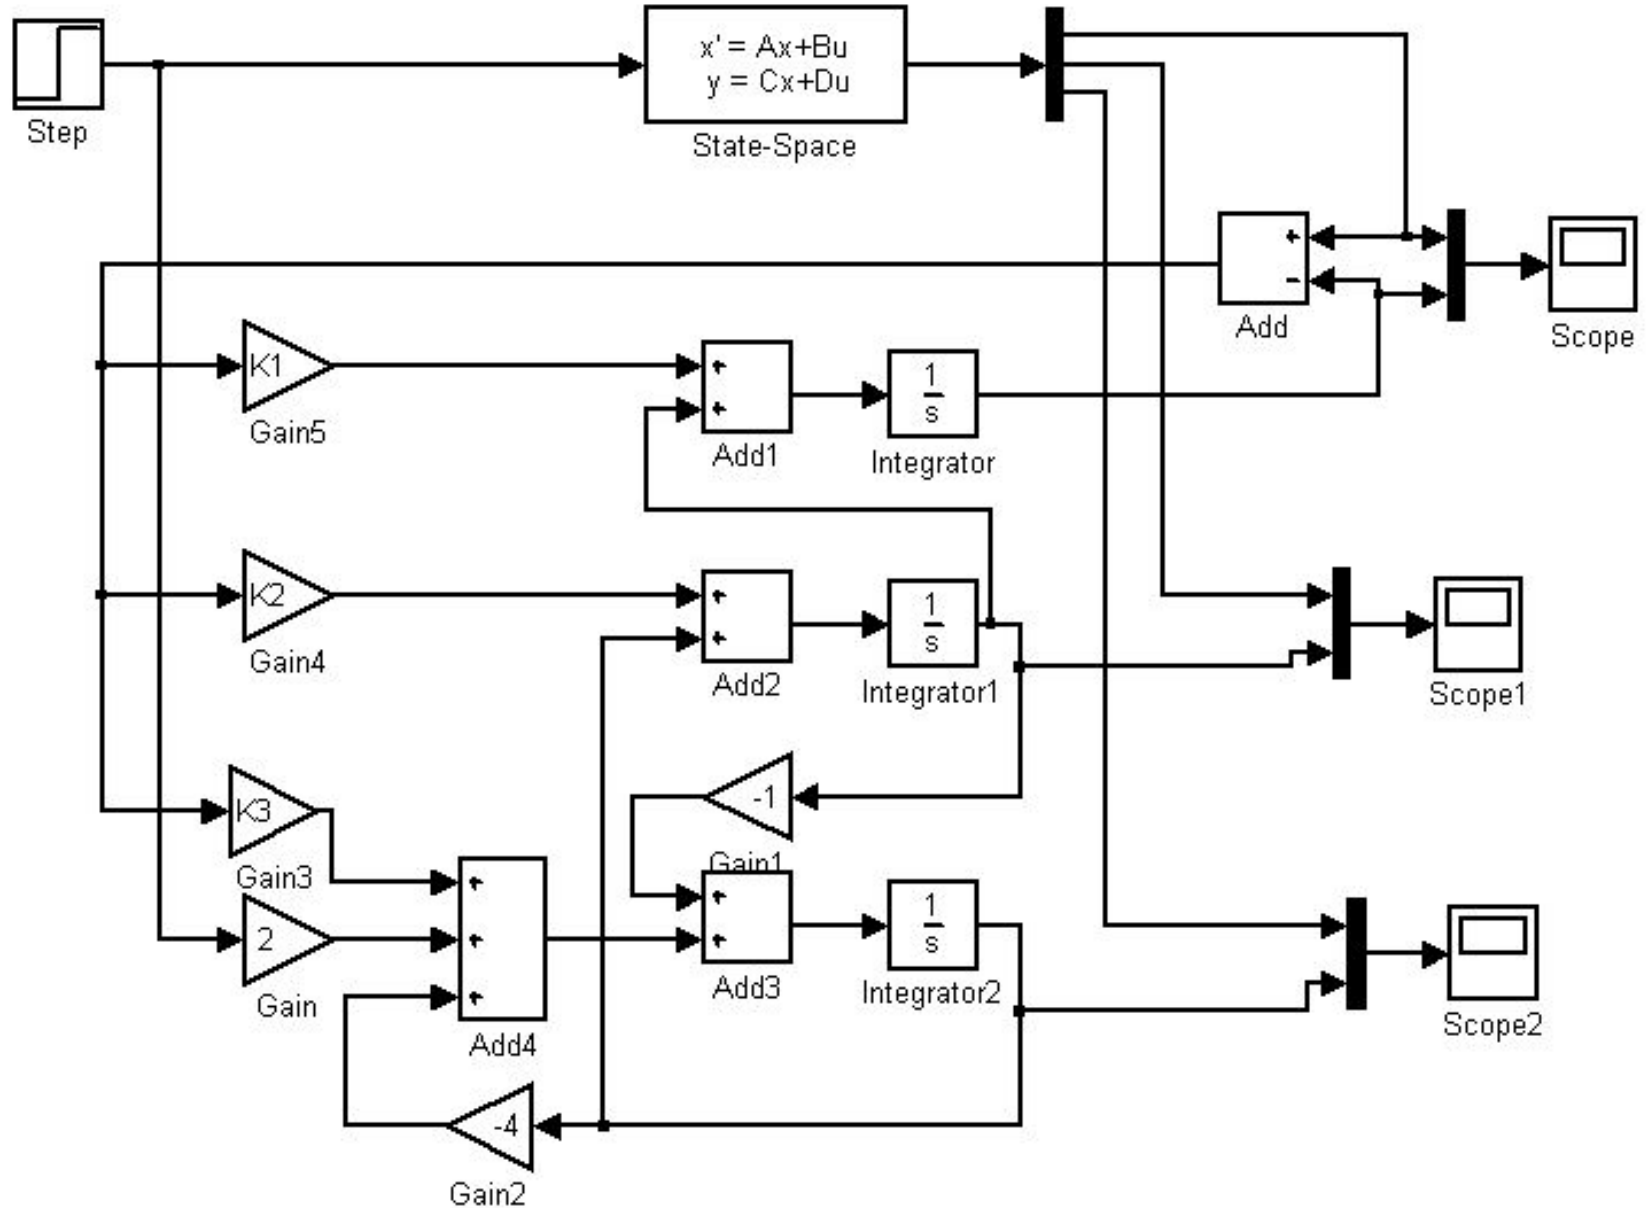 x' = Ax+Bu
y = Cx+Du
Step
State-Space
+
−
Add
Scope
K1
Gain5
+
+
Add1
1
s
Integrator
K2
Gain4
+
+
Add2
1
s
Integrator1
Scope1
-1
Gain1
K3
Gain3
+
+
+
Add4
2
Gain
+
+
Add3
1
s
Integrator2
Scope2
-4
Gain2